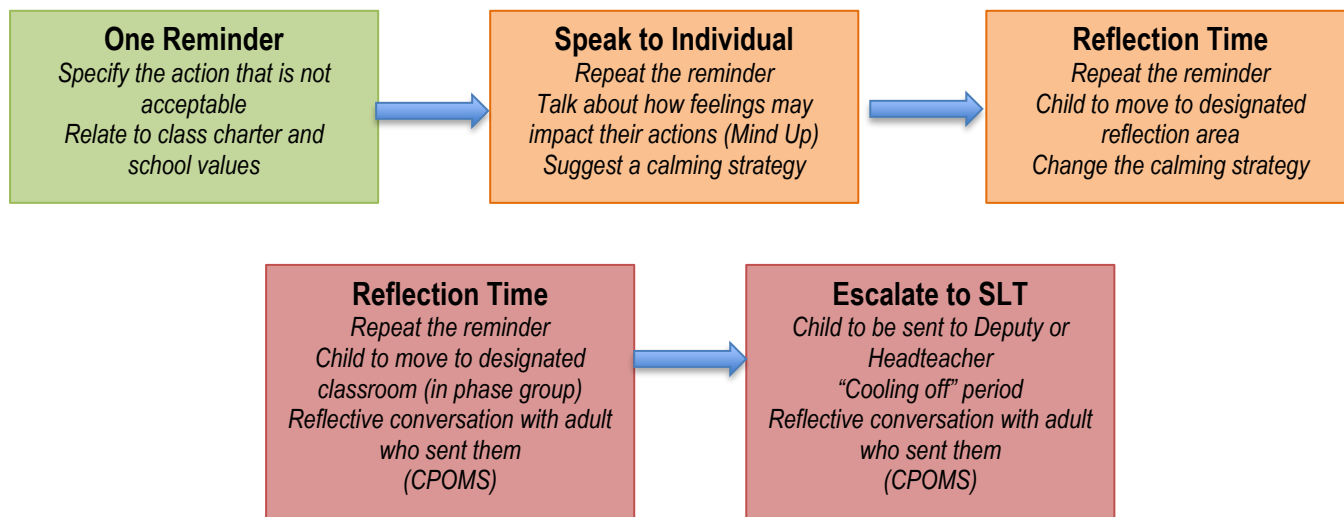 One Reminder
Specify the action that is not
acceptable
Relate to class charter and
school values
Speak to Individual
Repeat the reminder
Talk about how feelings may
impact their actions (Mind Up)
Suggest a calming strategy
Reflection Time
Repeat the reminder
Child to move to designated
reflection area
Change the calming strategy
Reflection Time
Repeat the reminder
Child to move to designated
classroom (in phase group)
Reflective conversation with adult
who sent them
(CPOMS)
Escalate to SLT
Child to be sent to Deputy or
Headteacher
“Cooling off” period
Reflective conversation with adult
who sent them
(CPOMS)